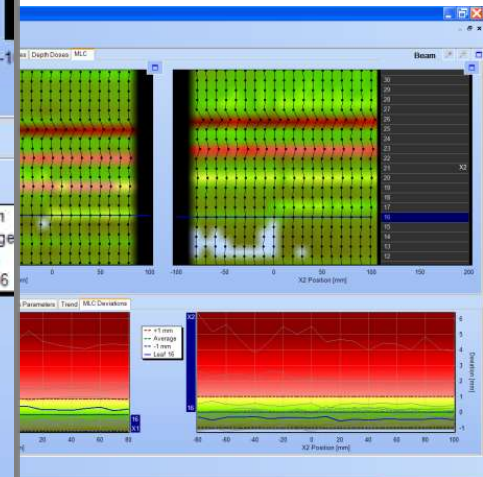 -1
es Depth Doses MLC
Beam
30
29
28
27
26
25
24
23
22
21 X2
20
19
18
17
16
15
14
13
12
0 50 100
-100 -50 0 50 100 150 200
X2 Position [mm]
ge
6
Parameters Trend MLC Deviations
+1 mm
Average
-1 mm
Leaf 16
X2
16
16
X1
6
5
4
3
2
1
0
-1
Deviation [mm]
20 40 60 80
-80 -60 -40 -20 0 20 40 60 80 100
X2 Position [mm]